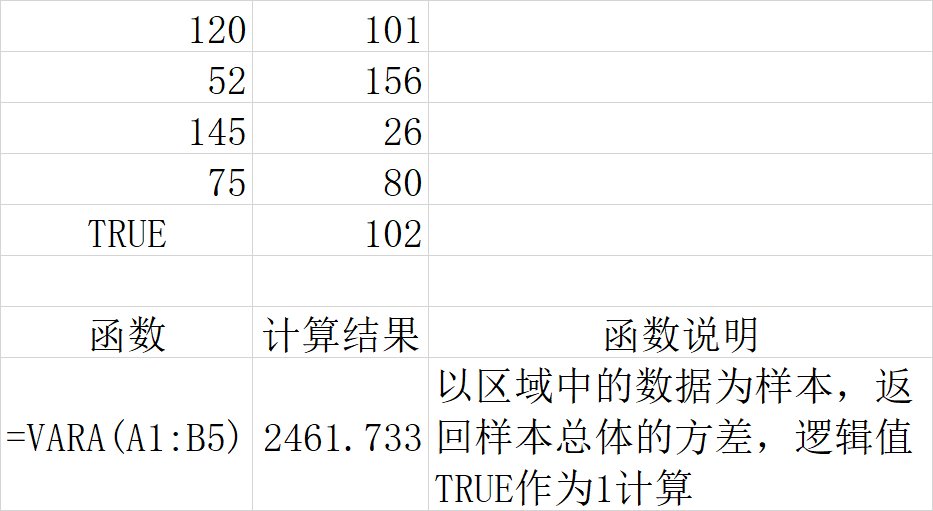 120 101
52 156
145 26
75 80
TRUE 102
函数 计算结果 函数说明
=VARA(A1:B5) 2461.733 以区域中的数据为样本，返
回样本总体的方差，逻辑值
TRUE作为1计算